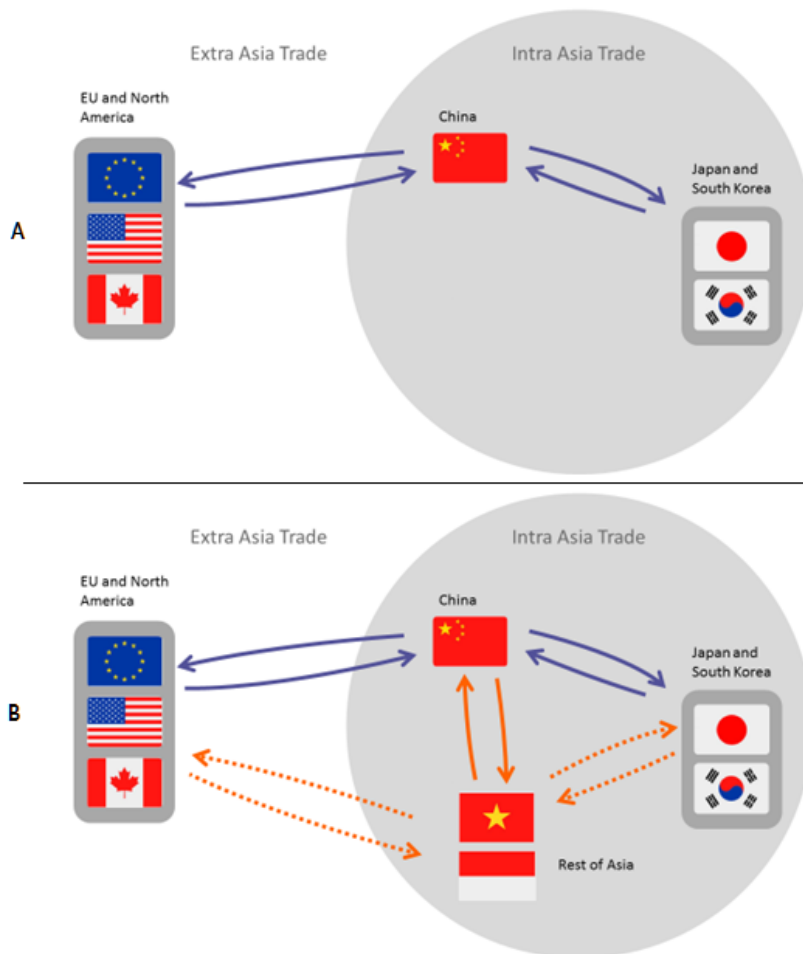 Extra Asia Trade
Intra Asia Trade
EU and North
America
China
Japan and
South Korea
A
Extra Asia Trade
Intra Asia Trade
EU and North
America
China
Japan and
South Korea
B
Rest of Asia